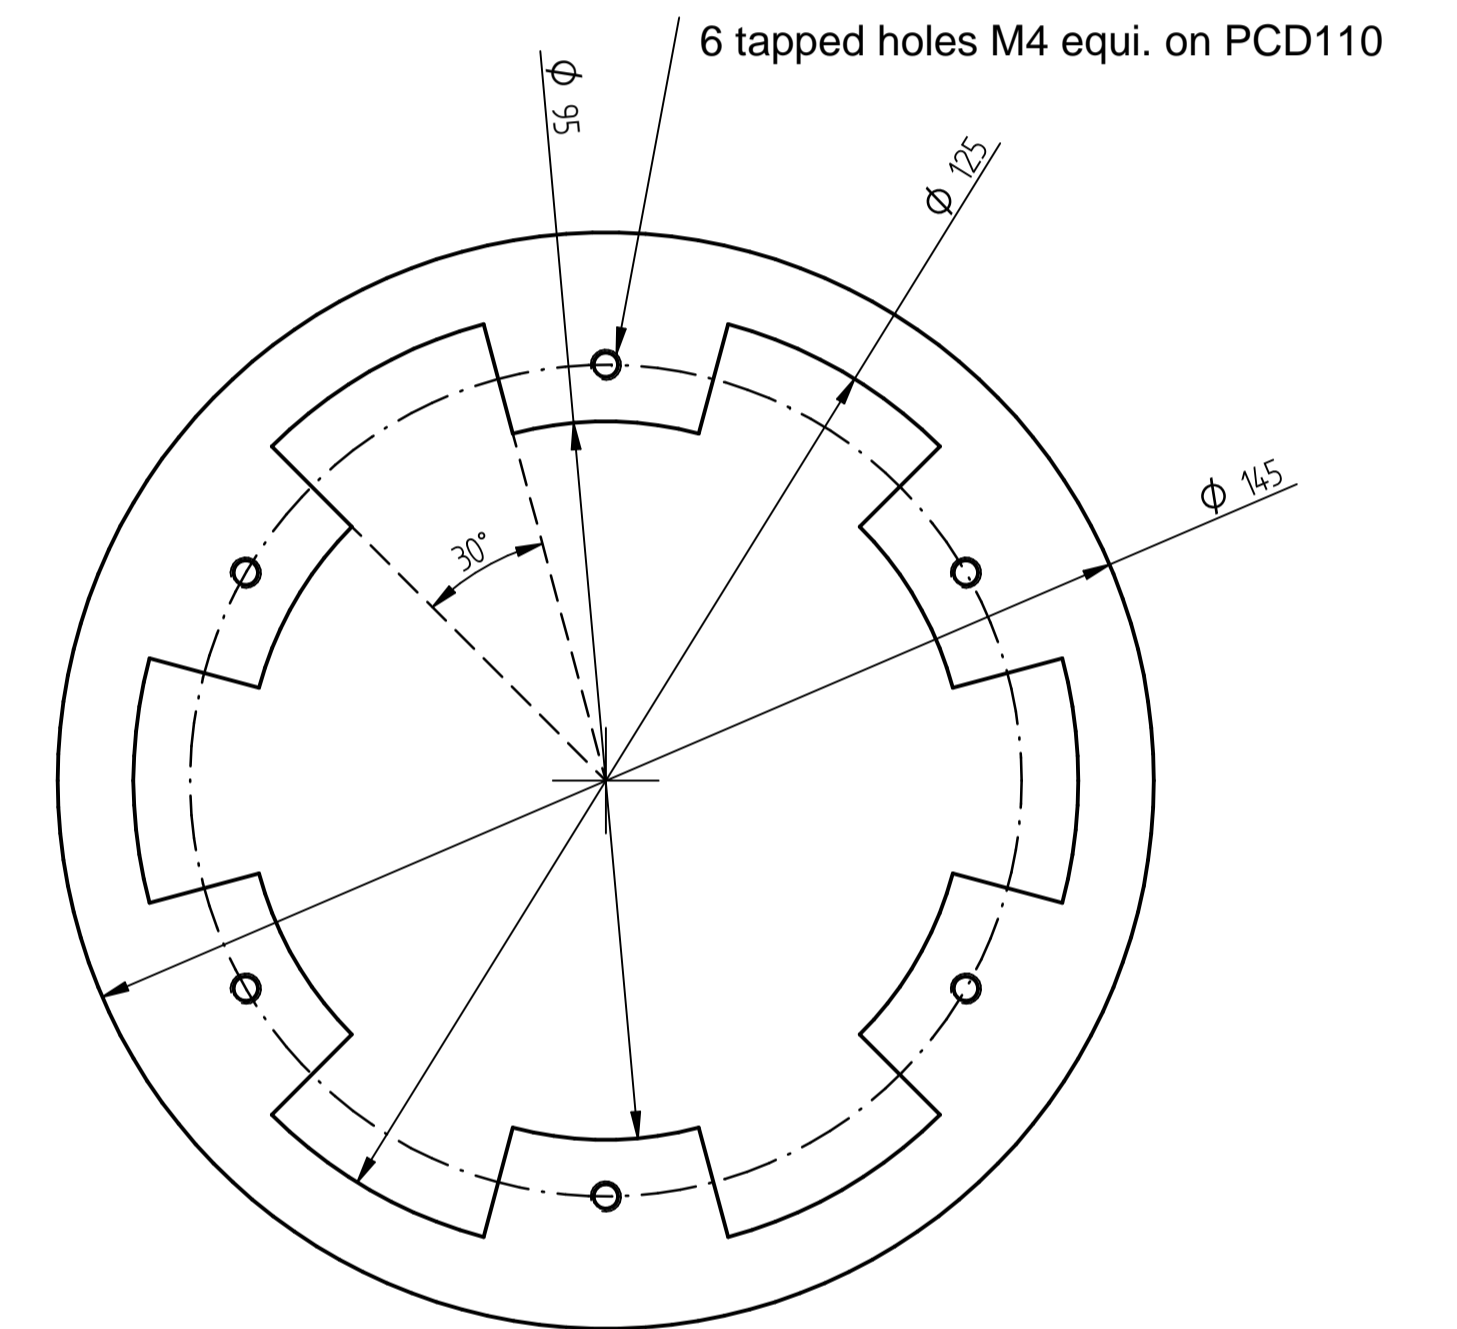 6 tapped holes M4 equi. on PCD110
ϕ 95
ϕ 125
ϕ 145
30°